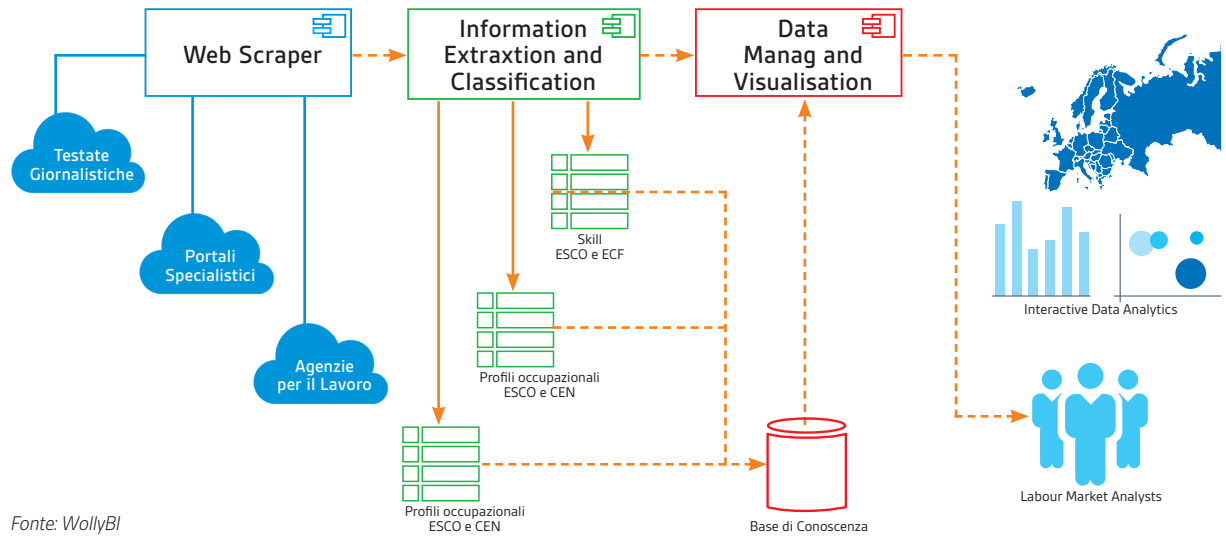 Web Scraper
Information
Extraxtion and
Classification
Data
Manag and
Visualisation
Testate
Giornalistiche
Portali
Specialistici
Agenzie
per il Lavoro
Skill
ESCO e ECF
Profili occupazionali
ESCO e CEN
Profili occupazionali
ESCO e CEN
Base di Conoscenza
Interactive Data Analytics
Labour Market Analysts
Fonte: WollyBI